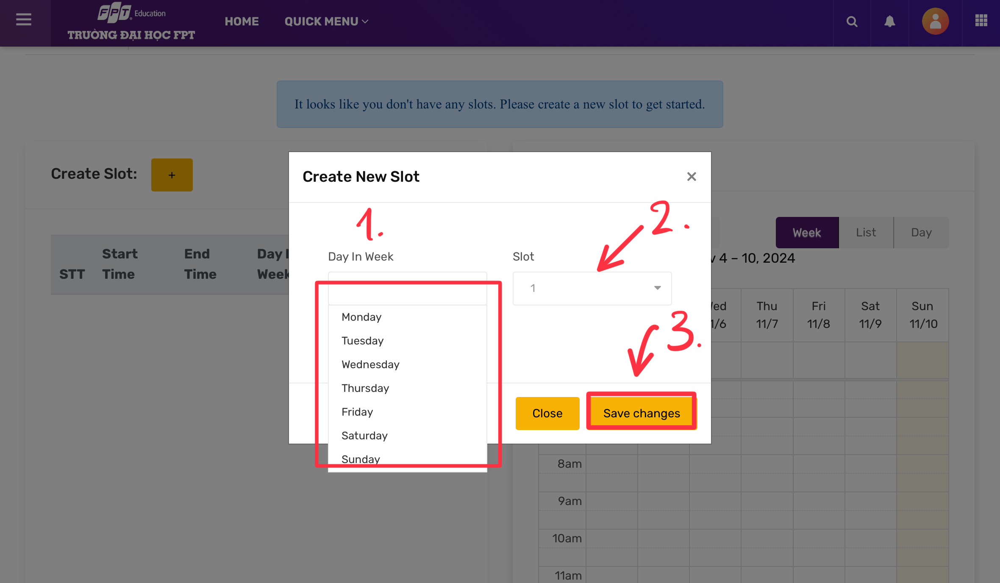 FPT Education
TRƯỜNG ĐẠI HỌC FPT
HOME
QUICK MENU
It looks like you don't have any slots. Please create a new slot to get started.
Create Slot:
+
STT
Start Time
End Time
Day I
Week
Create New Slot
×
1.
2.
Day In Week
Slot
1
Monday
Tuesday
Wednesday
Thursday
Friday
Saturday
Sunday
3.
Close
Save changes
Week
List
Day
v 4 – 10, 2024
Wed 11/6
Thu 11/7
Fri 11/8
Sat 11/9
Sun 11/10
8am
9am
10am
11am